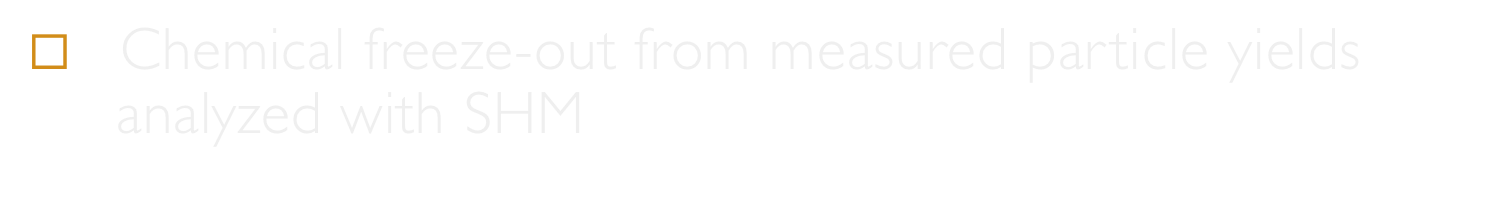 Chemical freeze-out from measured particle yields
analyzed with SHM